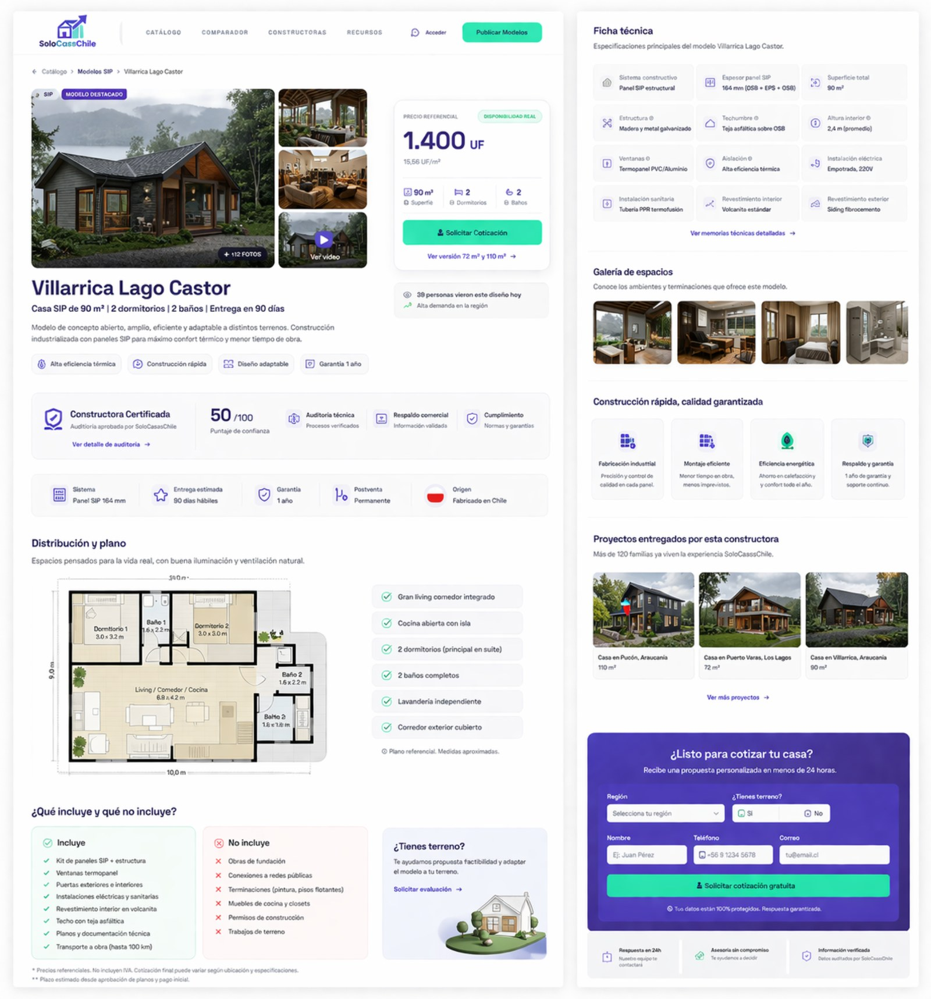 SoloCassChile
CATÁLOGO
COMPARADOR
CONSTRUCTORAS
RECURSOS
Acceder
Publicar Modelos
Catálogo > Modelos SIP > Villarrica Lago Castor
SIP
MODELO DESTACADO
+ 112 FOTOS
Ver video
PRECIO REFERENCIAL
DISPONIBILIDAD REAL
1.400 UF
15,56 UF/m²
90 m²
Superfie
2
Dormitorios
2
Baños
Solicitar Cotización
Ver versión 72 m² y 110 m² →
39 personas vieron este diseño hoy
Alta demanda en la región
Villarrica Lago Castor
Casa SIP de 90 m² | 2 dormitorios | 2 baños | Entrega en 90 días
Modelo de concepto abierto, amplio, eficiente y adaptable a distintos terrenos. Construcción
industrializada con paneles SIP para máximo confort térmico y menor tiempo de obra.
Alta eficiencia térmica
Construcción rápida
Diseño adaptable
Garantía 1 año
Constructora Certificada
Auditioria aprobada por SoloCasasChile
Ver detalle de auditoría →
50 /100
Puntaje de confianza
Auditoría técnica
Procesos verificados
Respaldo comercial
Información validada
Cumplimiento
Normas y garantías
Sistema
Panel SIP 164 mm
Entrega estimada
90 días hábiles
Garantía
1 año
Postventa
Permanente
Origen
Fabricado en Chile
Distribución y plano
Espacios pensados para la vida real, con buena iluminación y ventilación natural.
9,0 m
Dormttorio 1
3.0 x 3.2 m
Baño 1
1.6 x 2.2 m
Dormitorio 2
3.0 x 3.0 m
Baño 2
1.6 x 2.2 m
Living / Comedor / Cocina
Baño 2
10,0 m
Gran living comedor integrado
Cocina abierta con isla
2 dormitorios (principal en suite)
2 baños completos
Lavandería independiente
Corredor exterior cubierto
Plano referencial. Medidas aproximadas.
¿Qué incluye y qué no incluye?
Incluye
Kit de paneles SIP + estructura
Ventanas termopanel
Puertas exteriores e interiores
Instalaciones eléctricas y sanitarias
Revestimiento interior en volcanita
Techo con teja asfáltica
Planos y documentación técnica
Transporte a obra (hasta 100 km)
No incluye
Obras de fundación
Conexiones a redes públicas
Terminaciones (pintura, pisos flotantes)
Muebles de cocina y closets
Permisos de construcción
Trabajos de terreno
¿Tienes terreno?
Te ayudamos propuesta factibilidad y adapter
el modelo a tu terreno.
Solicitar evaluación →
* Precios referenciales. No incluyen IVA. Cotización final puede variar según ubicación y especificaciones.
** Plazo estimado desde aprobación de planos y pago inicial.
Ficha técnica
Especificaciones principales del modelo Villarrica Lago Castor.
Sistema constructivo
Panel SIP estructural
Espesor panel SIP
164 mm (OSB + EPS + OSB)
Superficie total
90 m²
Estructura
Madera y metal galvanizado
Techumbre
Teja asfáltica sobre OSB
Altura interior
2,4 m (promedio)
Ventanas
Termopanel PVC/Aluminio
Aislación
Alta eficiencia térmica
Instalación eléctrica
Empotrada, 220V
Instalación sanitaria
Tubería PPR termofusión
Revestimiento interior
Volcanita estándar
Revestimiento exterior
Siding fibrocemento
Ver memorias técnicas detalladas →
Galería de espacios
Conoce los ambientes y terminaciones que ofrece este modelo.
Construcción rápida, calidad garantizada
Fabricación industtial
Precisión y control de
calidad en cada panel.
Montaje eficiente
Menor tiempo en obra,
menos imprevistos.
Eficiencia energética
Ahorro en calefacción y
y confort todo el año.
Respaldo y garantía
1 año de garantía y
soporte continuo.
Proyectos entregados por esta constructora
Más de 120 familias ya viven la experiencia SoloCaassChile.
Casa en Pucón, Araucanía
110 m²
Casa en Puerto Varas, Los Lagos
72 m²
Casa en Villarrica, Araucanía
90 m²
Ver más proyectos →
¿Listo para cotizar tu casa?
Recibe una propuesta personalizada en menos de 24 horas.
Región
Selecciona tu región
¿Tienes terreno?
Sí
No
Nombre
Ej: Juan Pérez
Teléfono
+56 9 1234 5678
Correo
tu@email.cl
Solicitar cotización gratuita
Tus datos están 100% protegidos. Respuesta garantizada.
Respuesta en 24h
Nuestro equipo te
contactará
Asesoría sin compromiso
Te ayudamos a decidir
Información verificada
Datos auditados por SoloCasasChile